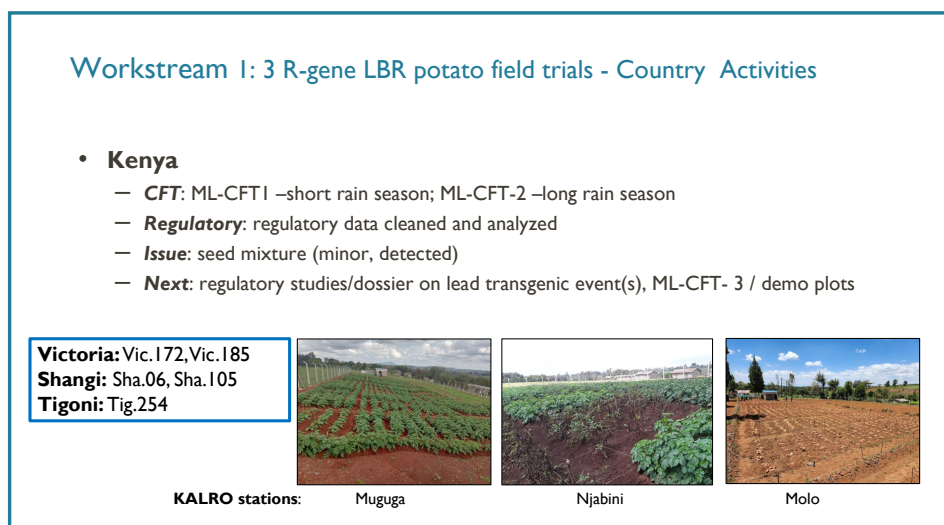 Workstream 1: 3 R-gene LBR potato field trials - Country Activities
• Kenya
– CFT: ML-CFT1 –short rain season; ML-CFT-2 –long rain season
– Regulatory: regulatory data cleaned and analyzed
– Issue: seed mixture (minor, detected)
– Next: regulatory studies/dossier on lead transgenic event(s), ML-CFT- 3 / demo plots
Victoria: Vic.172, Vic.185
Shangi: Sha.06, Sha.105
Tigoni: Tig.254
KALRO stations: Muguga Njabini Molo